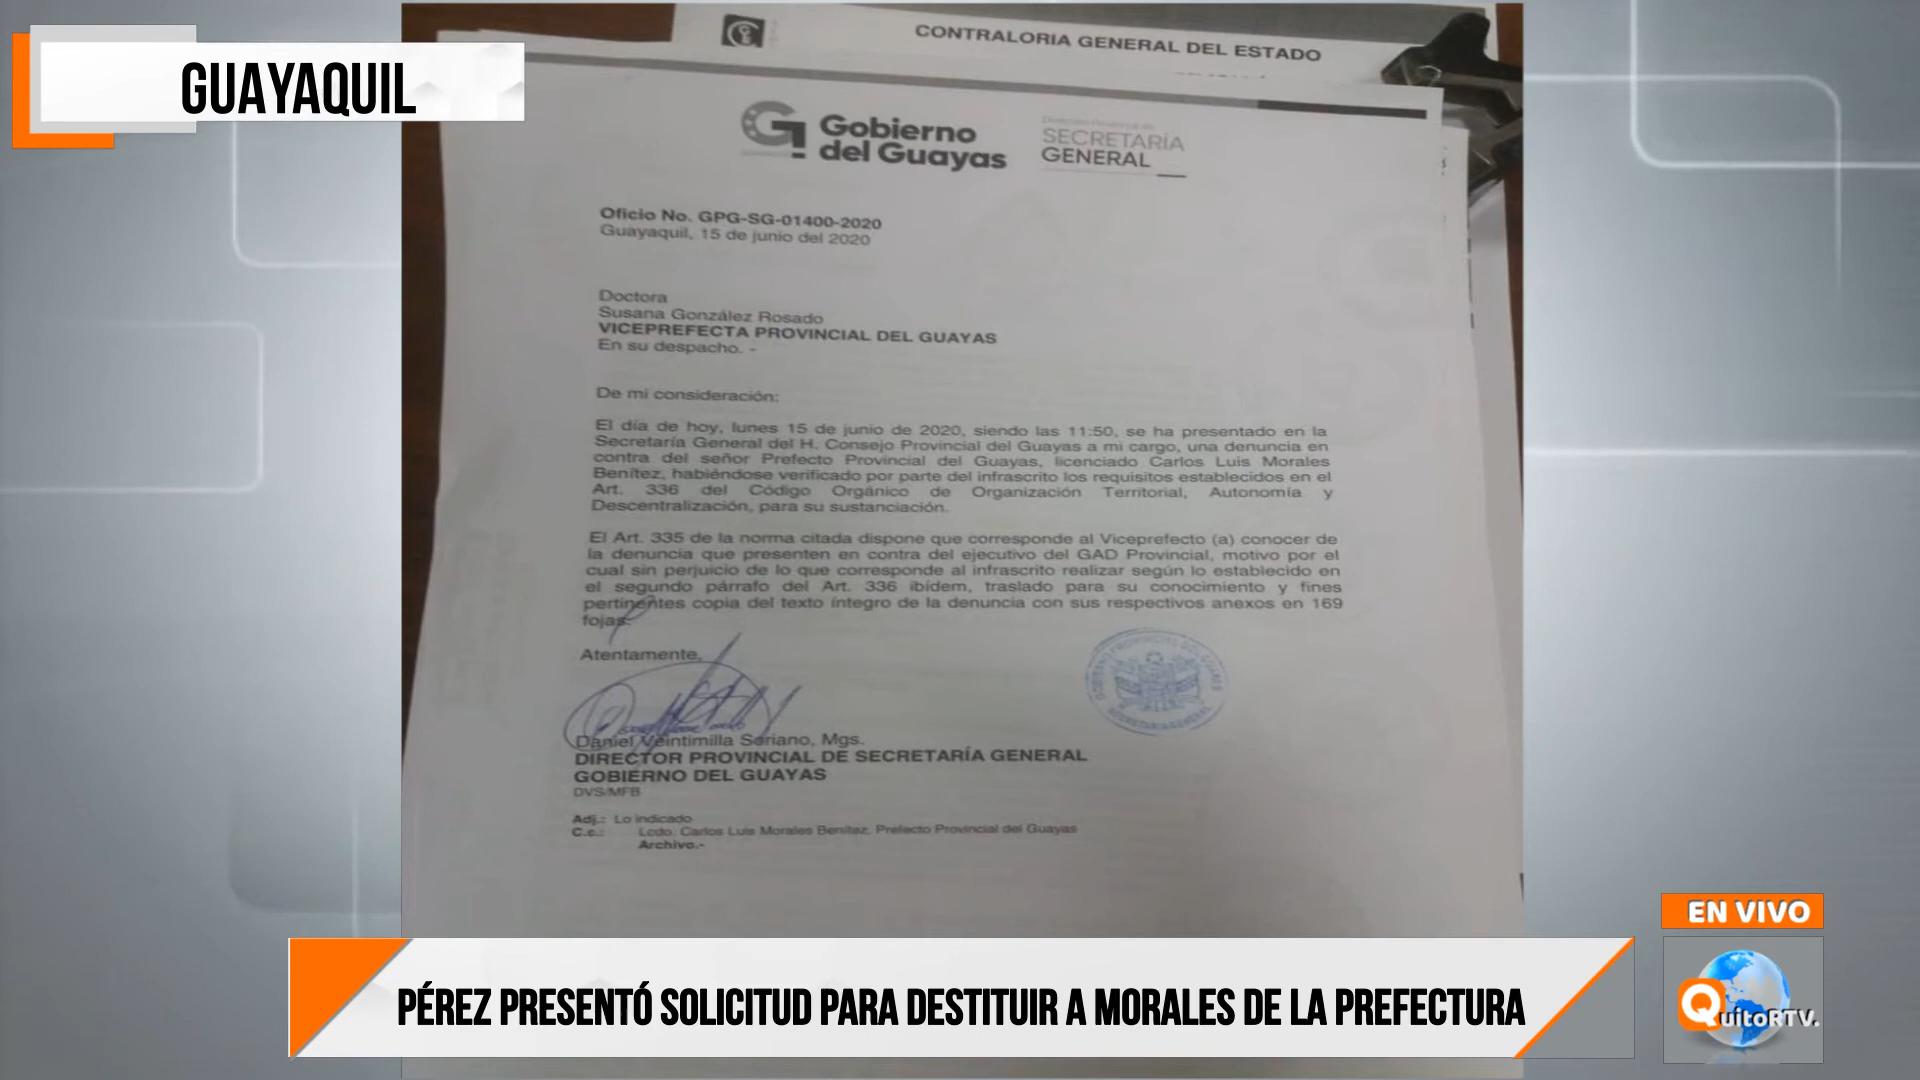 GUAYAQUIL
CONTRALORIA GENERAL DEL ESTADO
Gobierno
del Guayas
SECRETARÍA
GENERAL
Oficio No. GPG-SG-01400-2020
Guayaquil, 15 de junio del 2020
Doctora
Susana González Rosado
VICEPREFECTA PROVINCIAL DEL GUAYAS
En su despacho. -
De mi consideración:
El día de hoy, lunes 15 de junio de 2020, siendo las 11:50, se ha presentado en la
Secretaría General del H. Consejo Provincial del Guayas a mi cargo, una denuncia en
contra del señor Prefecto Provincial del Guayas, licenciado Carlos Luis Morales
Benítez, habiéndose verificado por parte del infrascrito los requisitos establecidos en el
Art. 336 del Código Orgánico de Organización Territorial, Autonomía y
Descentralización, para su sustanciación.
El Art. 335 de la norma citada dispone que corresponde al Viceprefecto (a) conocer de
la denuncia que presenten en contra del ejecutivo del GAD Provincial, motivo por el
cual sin perjuicio de lo que corresponde al infrascrito realizar según lo establecido en
el segundo párrafo del Art. 336 ibídem, traslado para su conocimiento y fines
pertinentes copia del texto íntegro de la denuncia con sus respectivos anexos en 169
fojas.
Atentamente,
Daniel Veintimilla Soriano, Mgs.
DIRECTOR PROVINCIAL DE SECRETARÍA GENERAL
GOBIERNO DEL GUAYAS
DVS/MFB
Adj.: Lo indicado
C.c.: Lcdo. Carlos Luis Morales Benítez, Prefecto Provincial del Guayas
Archivo.-
GOBIERNO PROVINCIAL DEL GUAYAS
SECRETARIA GENERAL
EN VIVO
PÉREZ PRESENTÓ SOLICITUD PARA DESTITUIR A MORALES DE LA PREFECTURA
QuitoRTV.